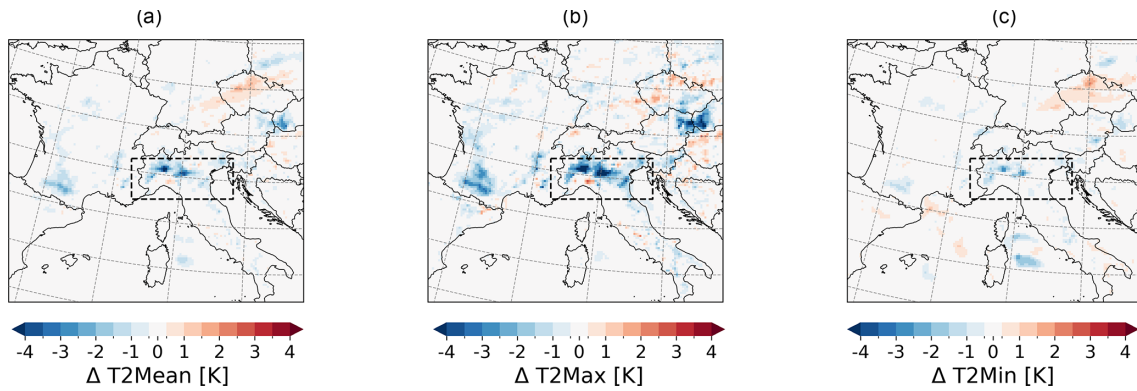 (a)
(b)
(c)
-4 -3 -2 -1 0 1 2 3 4
-4 -3 -2 -1 0 1 2 3 4
-4 -3 -2 -1 0 1 2 3 4
Δ T2Mean [K]
Δ T2Max [K]
Δ T2Min [K]